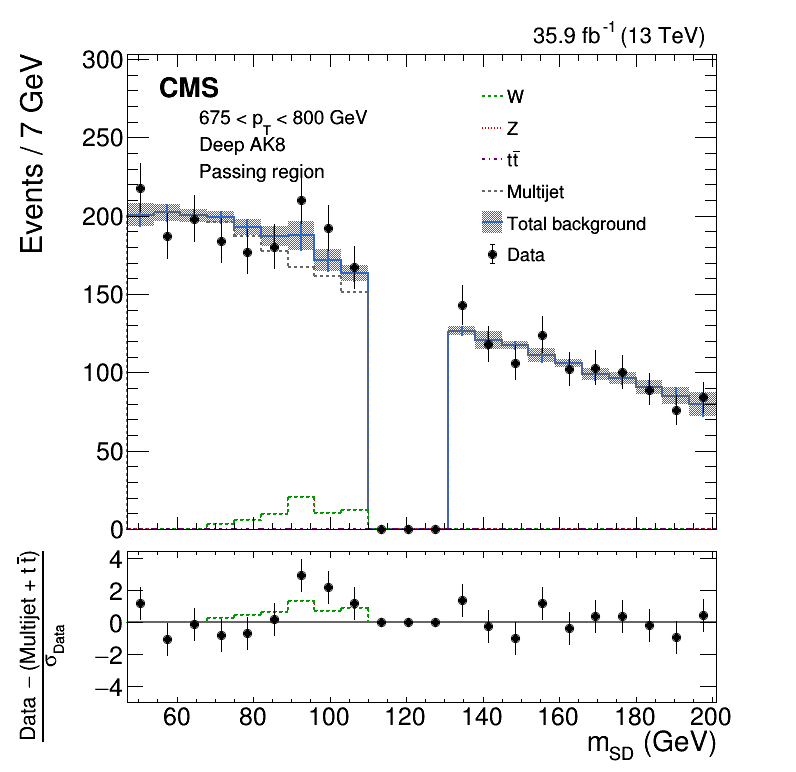 35.9 fb⁻¹ (13 TeV)
Events / 7 GeV
300
250
200
150
100
50
0
CMS
675 < p_T < 800 GeV
Deep AK8
Passing region
W
Z
tt̄
Multijet
Total background
Data
Data − (Multijet + t t̄)
σ_Data
4
2
0
−2
−4
60 80 100 120 140 160 180 200
m_SD (GeV)